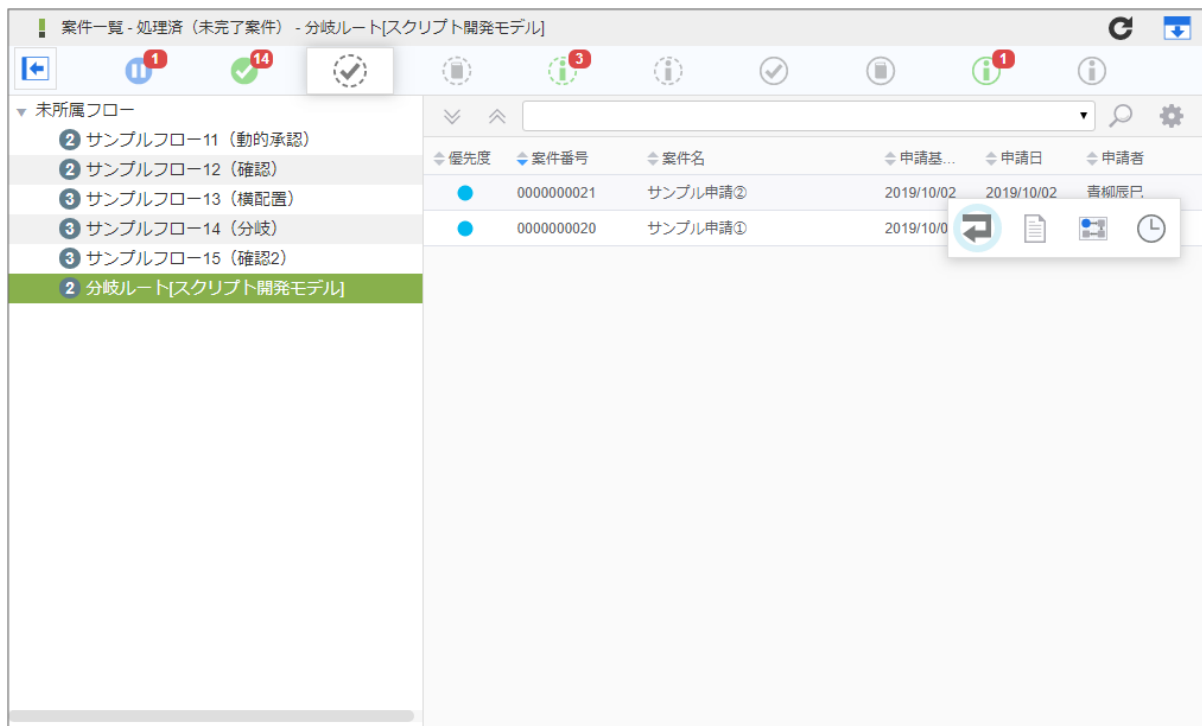 案件一覧 - 処理済（未完了案件） - 分岐ルート[スクリプト開発モデル]
1 14 3 1
未所属フロー
2 サンプルフロー11（動的承認）
2 サンプルフロー12（確認）
3 サンプルフロー13（横配置）
3 サンプルフロー14（分岐）
3 サンプルフロー15（確認2）
2 分岐ルート[スクリプト開発モデル]
優先度 案件番号 案件名 申請基... 申請日 申請者
0000000021 サンプル申請② 2019/10/02 2019/10/02 青柳辰巳
0000000020 サンプル申請① 2019/10/0